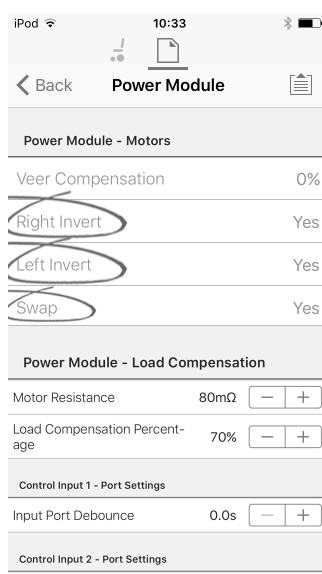 iPod 10:33
Back Power Module
Power Module - Motors
Veer Compensation 0%
Right Invert Yes
Left Invert Yes
Swap Yes
Power Module - Load Compensation
Motor Resistance 80mΩ − +
Load Compensation Percent-
age 70% − +
Control Input 1 - Port Settings
Input Port Debounce 0.0s − +
Control Input 2 - Port Settings